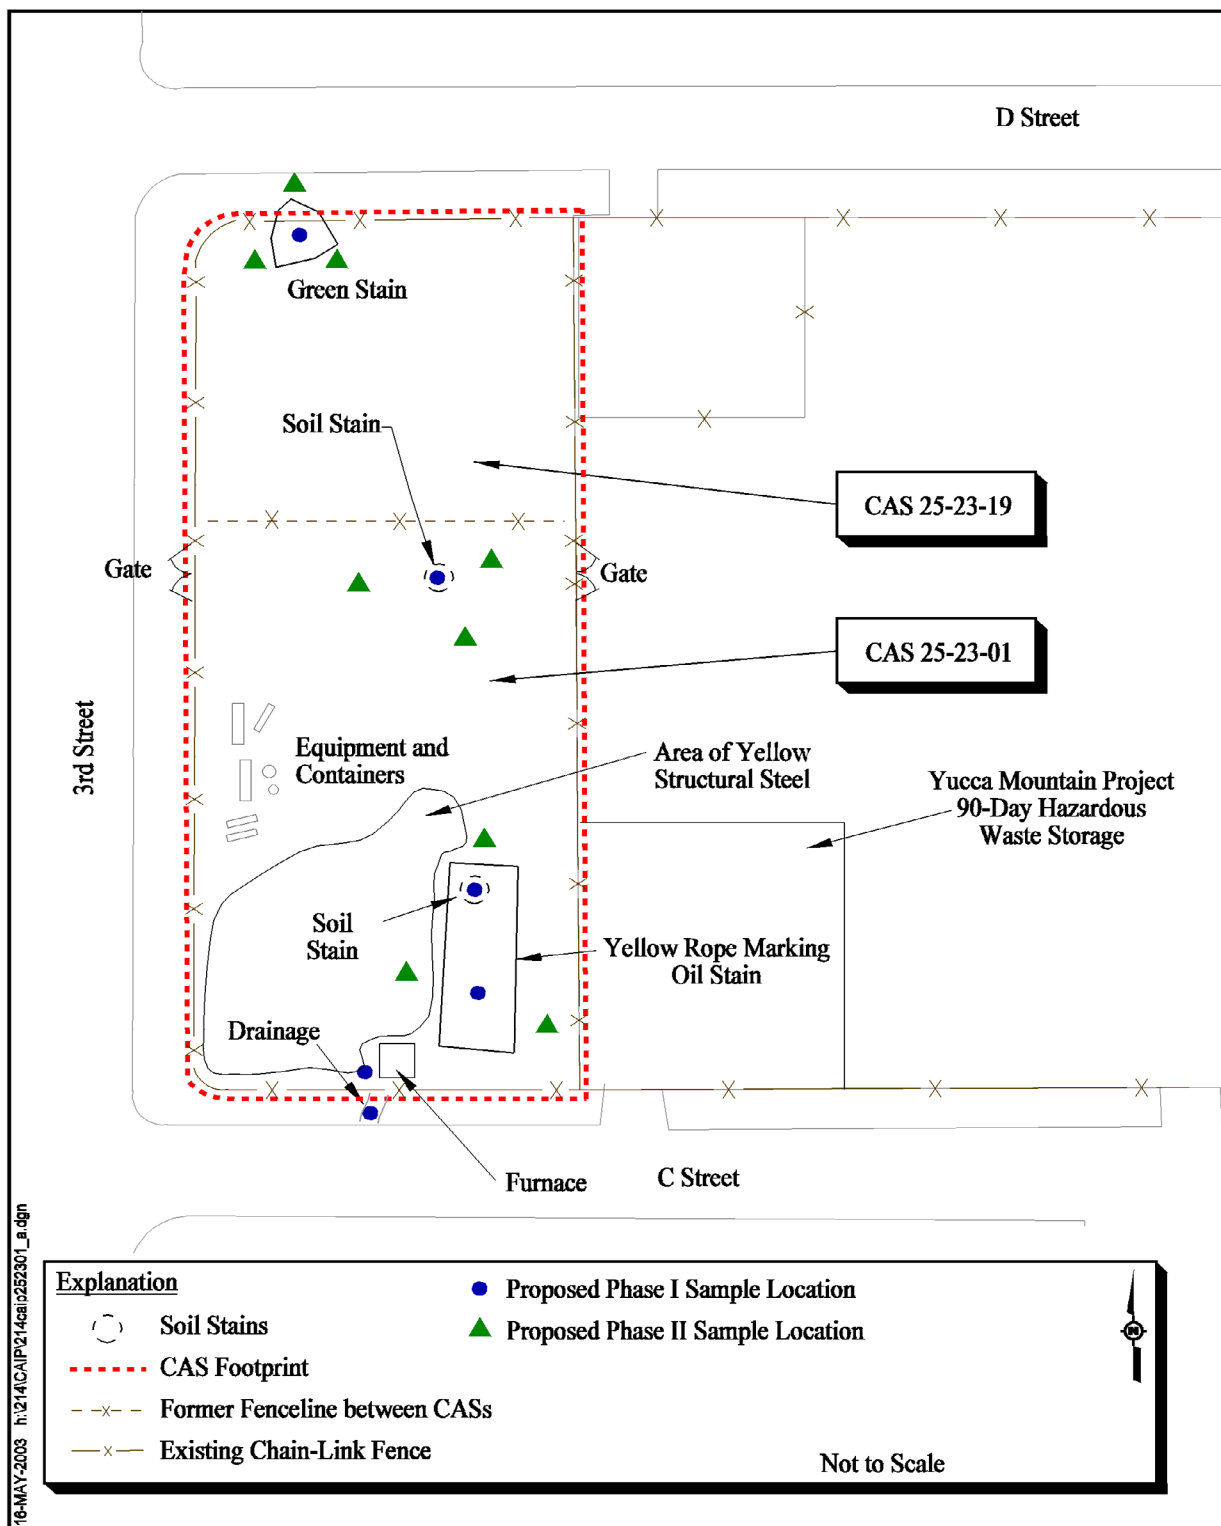 D Street
Green Stain
Soil Stain
CAS 25-23-19
Gate
Gate
CAS 25-23-01
3rd Street
Equipment and
Containers
Area of Yellow
Structural Steel
Yucca Mountain Project
90-Day Hazardous
Waste Storage
Soil
Stain
Yellow Rope Marking
Oil Stain
Drainage
Furnace
C Street
16-MAY-2003 h:\214\CAIP\214caip252301_a.dgn
Explanation
Soil Stains
CAS Footprint
Former Fenceline between CASs
Existing Chain-Link Fence
Proposed Phase I Sample Location
Proposed Phase II Sample Location
N
Not to Scale